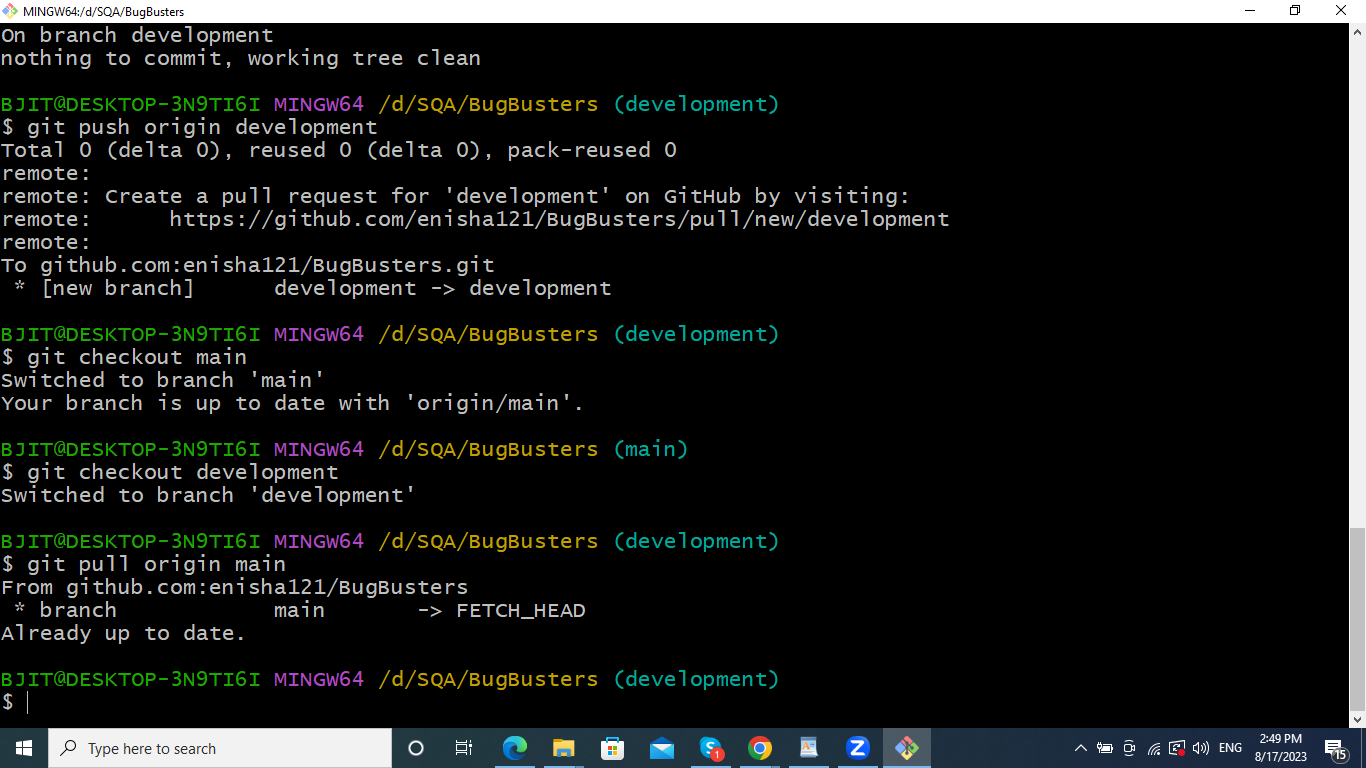 MINGW64:/d/SQA/BugBusters
On branch development
nothing to commit, working tree clean
BJIT@DESKTOP-3N9TI6I MINGW64 /d/SQA/BugBusters (development)
$ git push origin development
Total 0 (delta 0), reused 0 (delta 0), pack-reused 0
remote:
remote: Create a pull request for 'development' on GitHub by visiting:
remote:      https://github.com/enisha121/BugBusters/pull/new/development
remote:
To github.com:enisha121/BugBusters.git
 * [new branch]      development -> development
BJIT@DESKTOP-3N9TI6I MINGW64 /d/SQA/BugBusters (development)
$ git checkout main
Switched to branch 'main'
Your branch is up to date with 'origin/main'.
BJIT@DESKTOP-3N9TI6I MINGW64 /d/SQA/BugBusters (main)
$ git checkout development
Switched to branch 'development'
BJIT@DESKTOP-3N9TI6I MINGW64 /d/SQA/BugBusters (development)
$ git pull origin main
From github.com:enisha121/BugBusters
 * branch            main       -> FETCH_HEAD
Already up to date.
BJIT@DESKTOP-3N9TI6I MINGW64 /d/SQA/BugBusters (development)
$
Type here to search
1
ENG
2:49 PM
8/17/2023
15